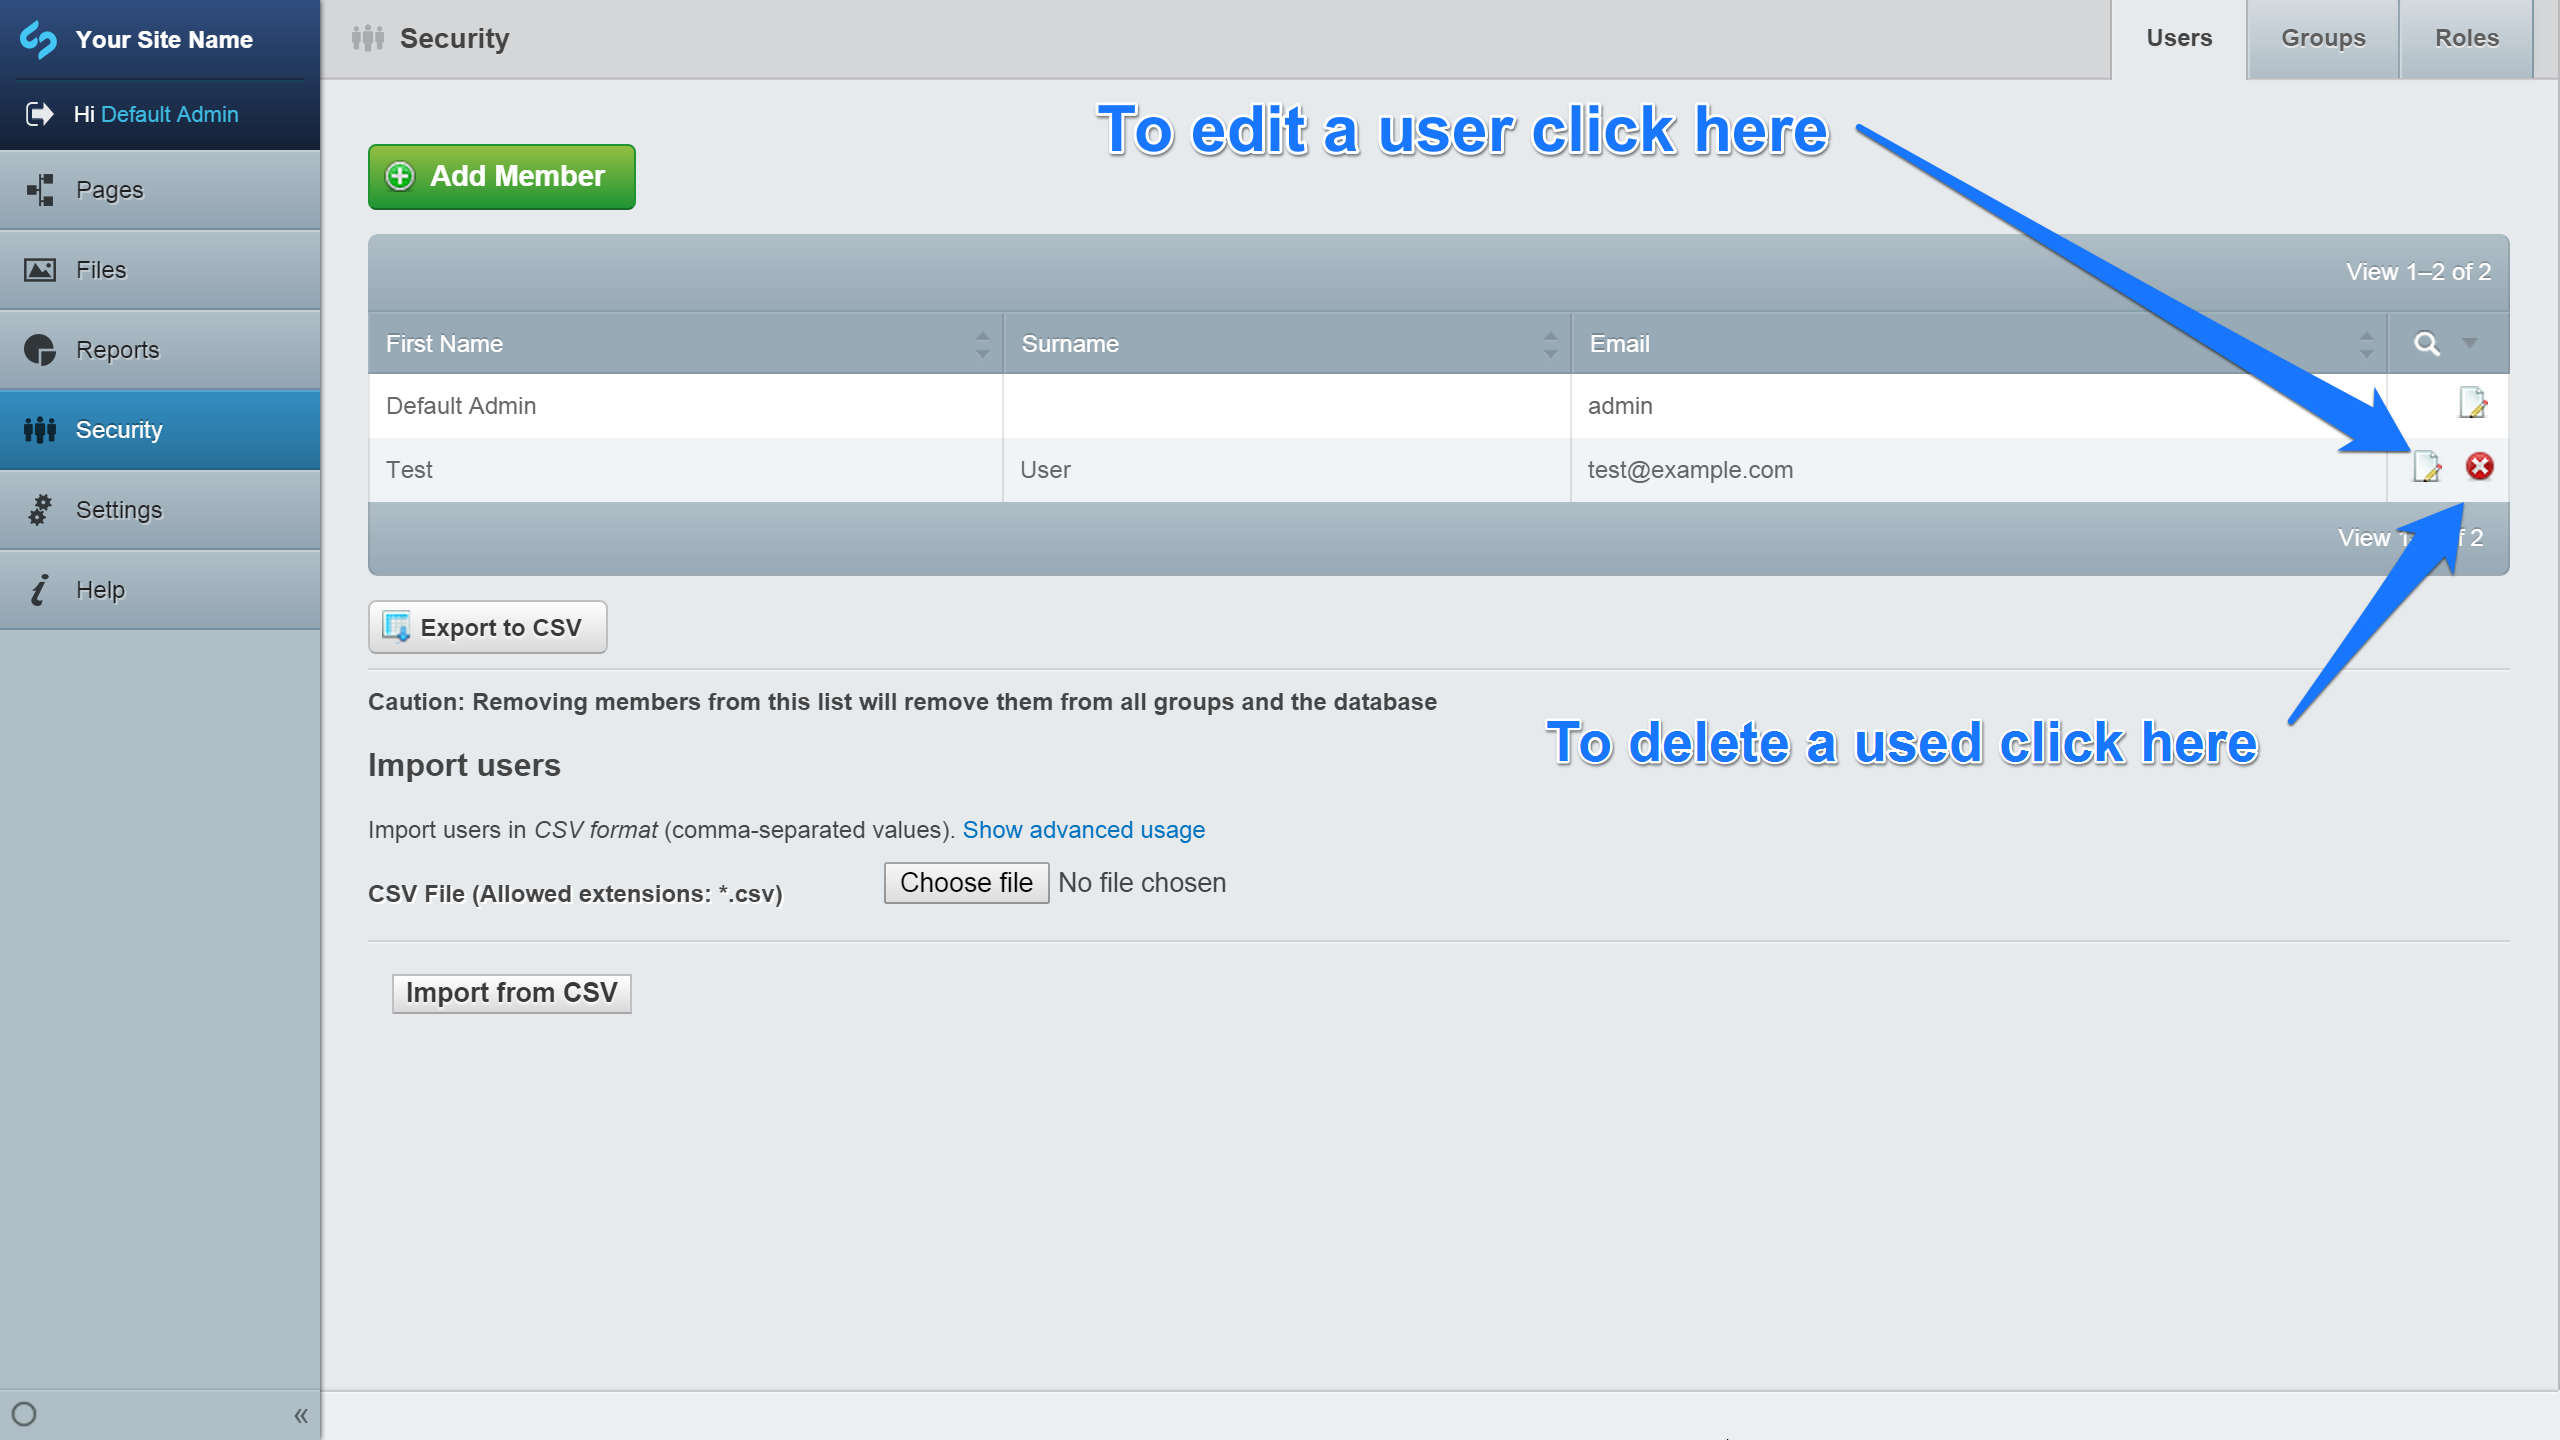 Your Site Name
Hi Default Admin
Pages
Files
Reports
Security
Settings
Help
«
Security
Users
Groups
Roles
To edit a user click here
Add Member
View 1–2 of 2
First Name
Surname
Email
Default Admin
admin
Test
User
test@example.com
View 1 f 2
Export to CSV
Caution: Removing members from this list will remove them from all groups and the database
To delete a used click here
Import users
Import users in CSV format (comma-separated values). Show advanced usage
CSV File (Allowed extensions: *.csv)
Choose file
No file chosen
Import from CSV